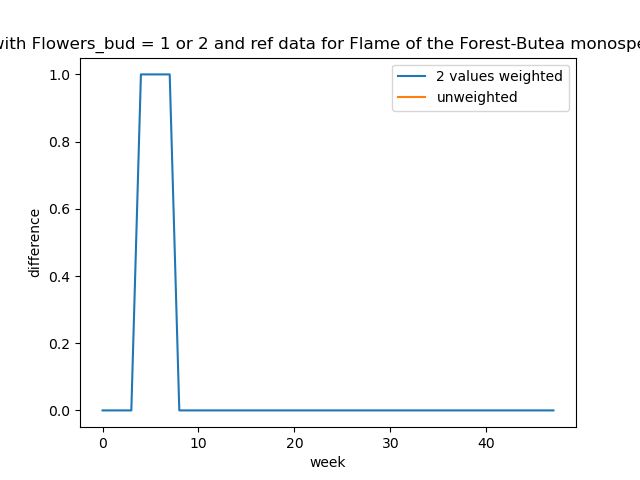 with Flowers_bud = 1 or 2 and ref data for Flame of the Forest-Butea
1.0
0.8
0.6
0.4
0.2
0.0
difference
2 values weighted
unweighted
0
10
20
30
40
week